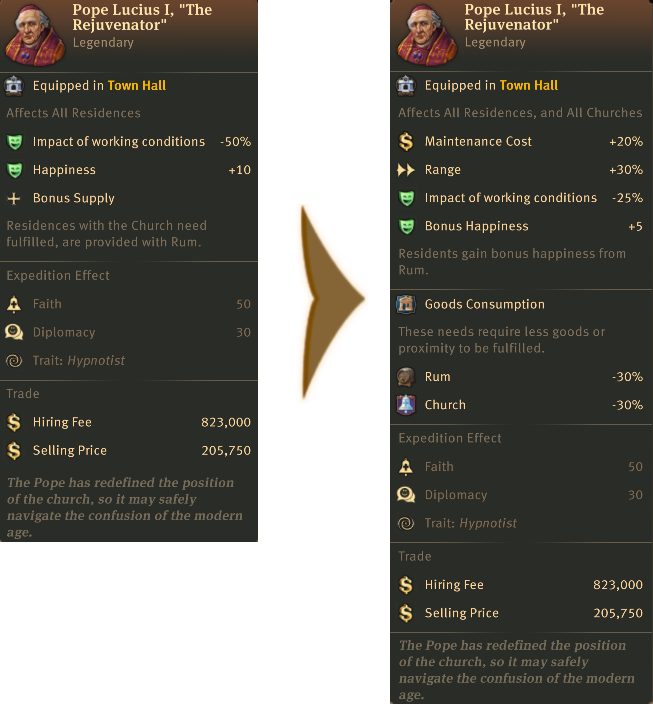 Pope Lucius I, "The
Rejuvenator"
Legendary
Equipped in Town Hall
Affects All Residences
Impact of working conditions -50%
Happiness +10
Bonus Supply
Residences with the Church need
fulfilled, are provided with Rum.
Expedition Effect
Faith 50
Diplomacy 30
Trait: Hypnotist
Trade
Hiring Fee 823,000
Selling Price 205,750
The Pope has redefined the position
of the church, so it may safely
navigate the confusion of the modern
age.
Pope Lucius I, "The
Rejuvenator"
Legendary
Equipped in Town Hall
Affects All Residences, and All Churches
Maintenance Cost +20%
Range +30%
Impact of working conditions -25%
Bonus Happiness +5
Residents gain bonus happiness from
Rum.
Goods Consumption
These needs require less goods or
proximity to be fulfilled.
Rum -30%
Church -30%
Expedition Effect
Faith 50
Diplomacy 30
Trait: Hypnotist
Trade
Hiring Fee 823,000
Selling Price 205,750
The Pope has redefined the position
of the church, so it may safely
navigate the confusion of the modern
age.